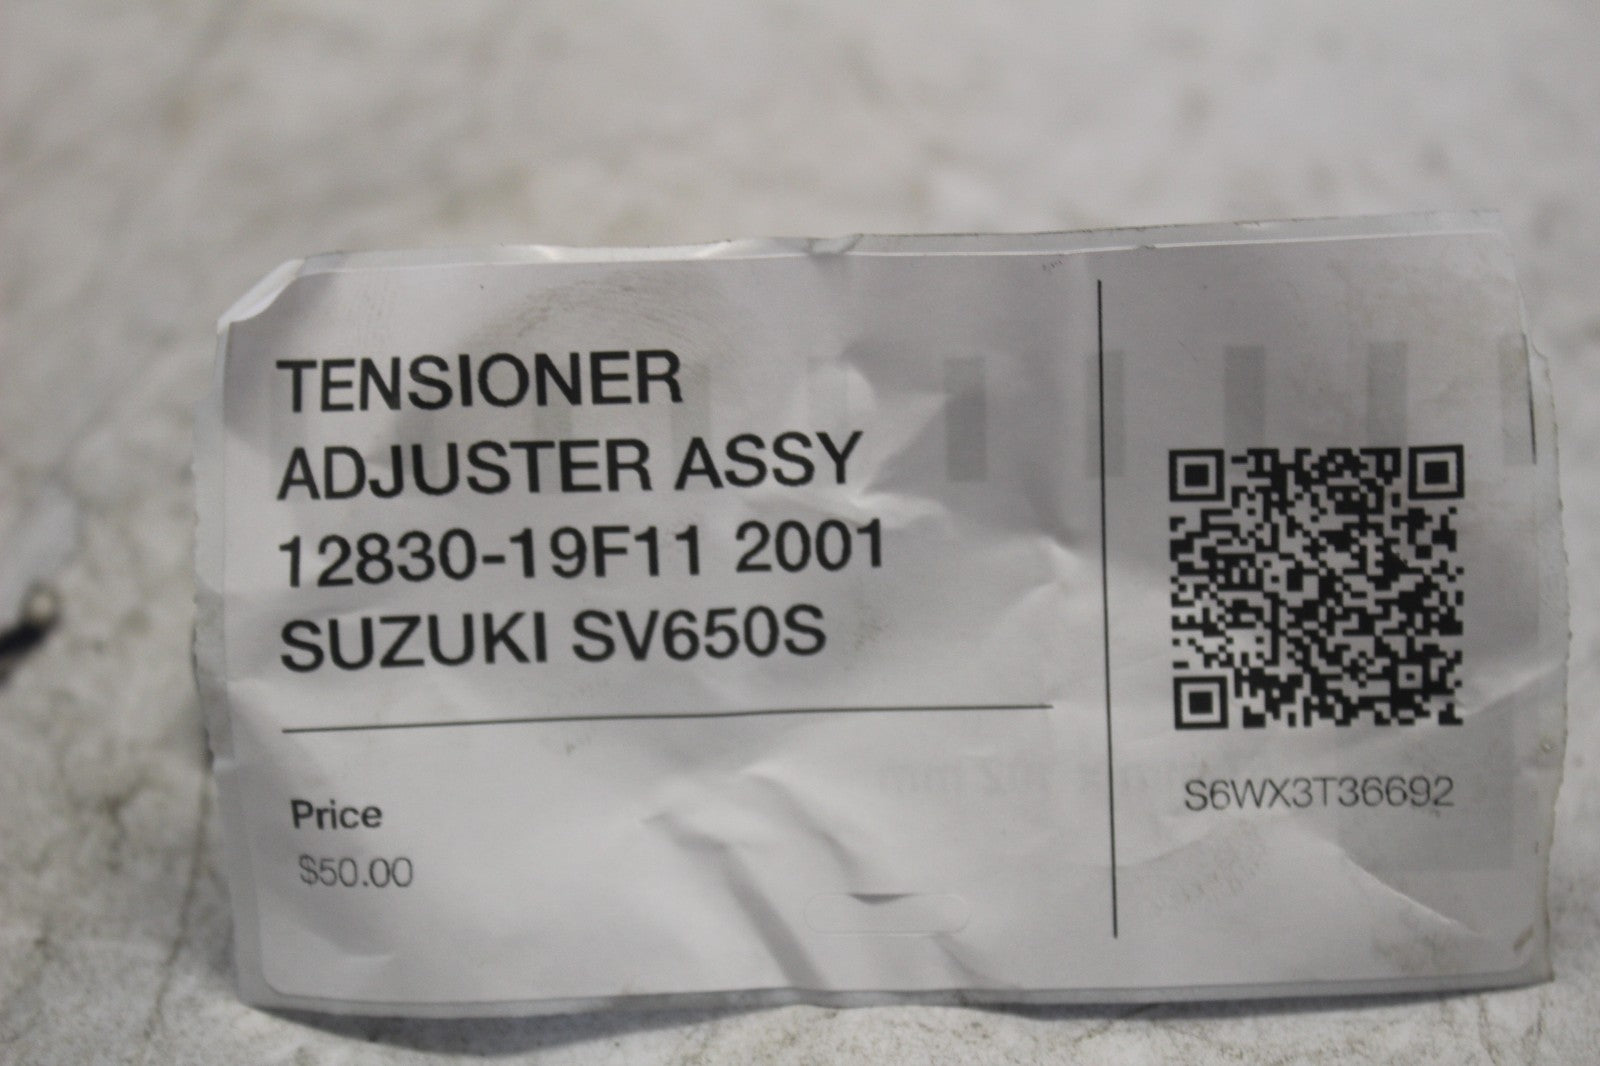 TENSIONER
ADJUSTER ASSY
12830-19F11 2001
SUZUKI SV650S
Price
$50.00
S6WX3T36692